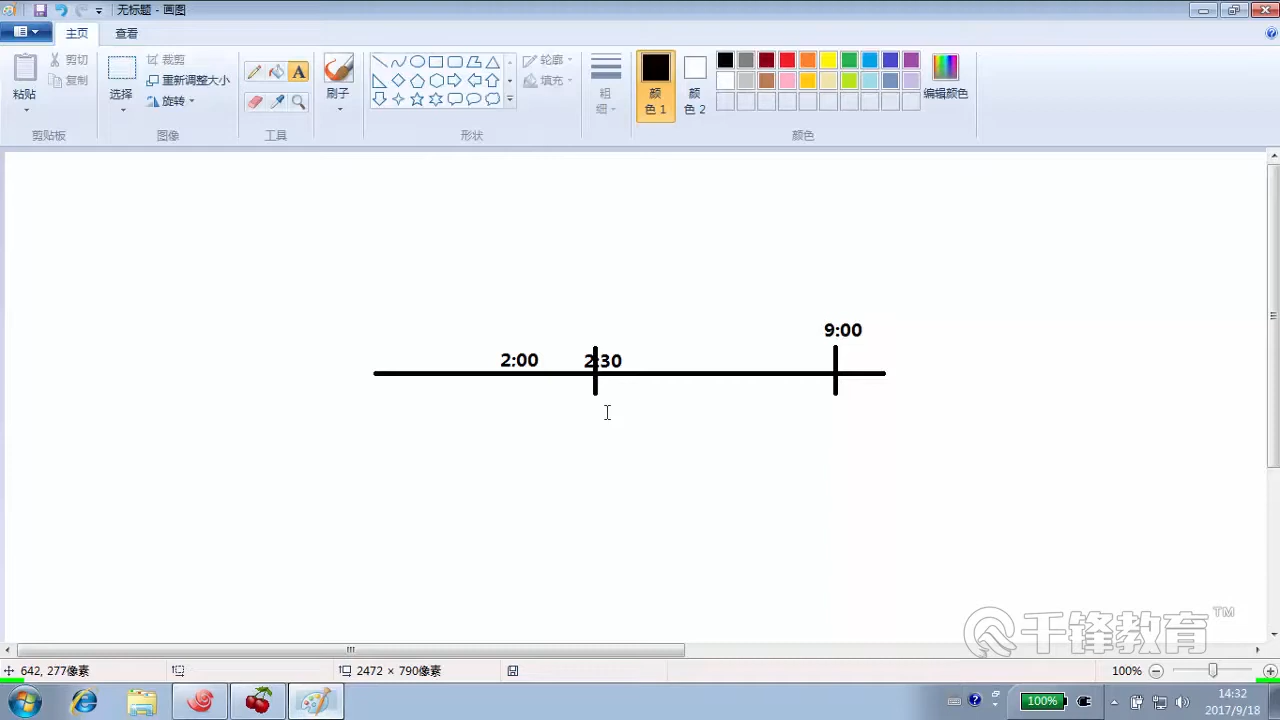 无标题 - 画图
主页
查看
粘贴
剪切
复制
剪贴板
选择
裁剪
重新调整大小
旋转
图像
A
工具
刷子
轮廓
填充
形状
粗
细
颜
色 1
颜
色 2
编辑颜色
颜色
9:00
2:00
2:30
千锋教育™
642, 277像素
2472 × 790像素
100%
100%
14:32
2017/9/18